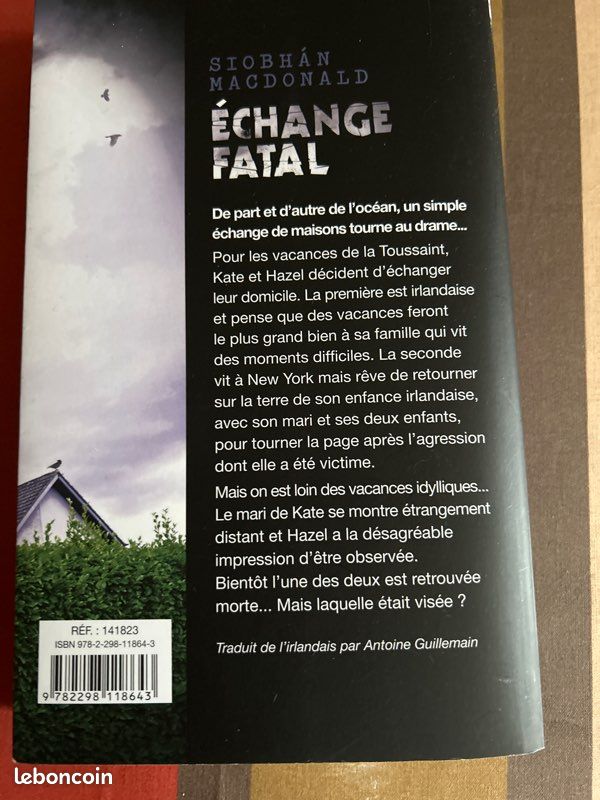 SIOBHÁN
MACDONALD
ÉCHANGE
FATAL
De part et d'autre de l'océan, un simple
échange de maisons tourne au drame...
Pour les vacances de la Toussaint,
Kate et Hazel décident d'échanger
leur domicile. La première est irlandaise
et pense que des vacances feront
le plus grand bien à sa famille qui vit
des moments difficiles. La seconde
vit à New York mais rêve de retourner
sur la terre de son enfance irlandaise,
avec son mari et ses deux enfants,
pour tourner la page après l'agression
dont elle a été victime.
Mais on est loin des vacances idylliques...
Le mari de Kate se montre étrangement
distant et Hazel a la désagréable
impression d'être observée.
Bientôt l'une des deux est retrouvée
morte... Mais laquelle était visée ?
Traduit de l'irlandais par Antoine Guillemain
RÉF. : 141823
ISBN 978-2-298-11864-3
9 782298 118643
leboncoin